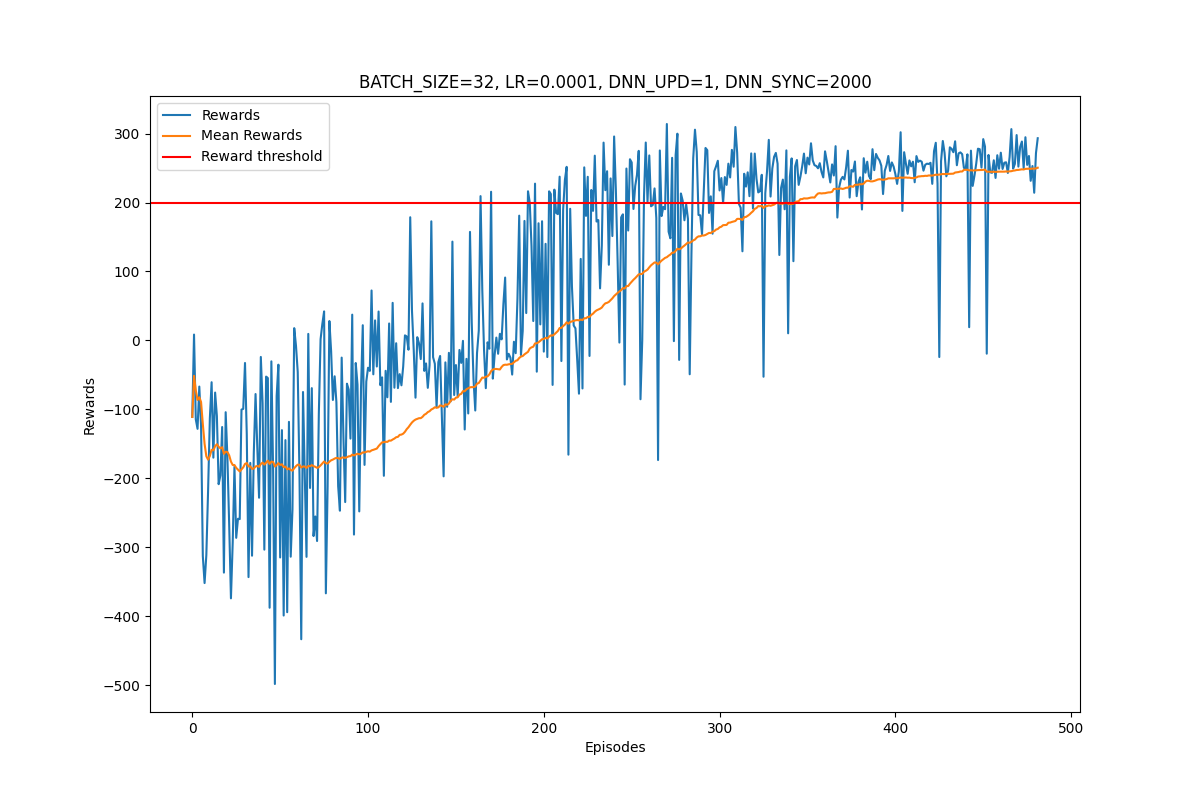 BATCH_SIZE=32, LR=0.0001, DNN_UPD=1, DNN_SYNC=2000
Rewards
Mean Rewards
Reward threshold
300
200
100
0
−100
−200
−300
−400
−500
Rewards
0
100
200
300
400
500
Episodes